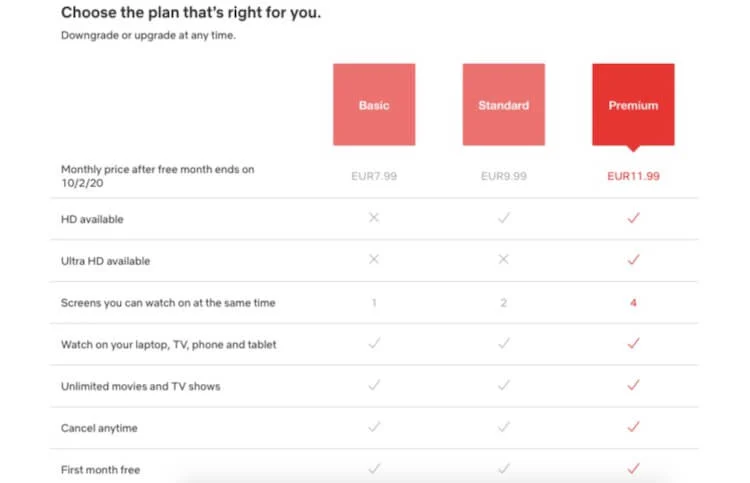 Choose the plan that's right for you.
Downgrade or upgrade at any time.
Basic Standard Premium
Monthly price after free month ends on
10/2/20 EUR7.99 EUR9.99 EUR11.99
HD available
Ultra HD available
Screens you can watch on at the same time 1 2 4
Watch on your laptop, TV, phone and tablet
Unlimited movies and TV shows
Cancel anytime
First month free